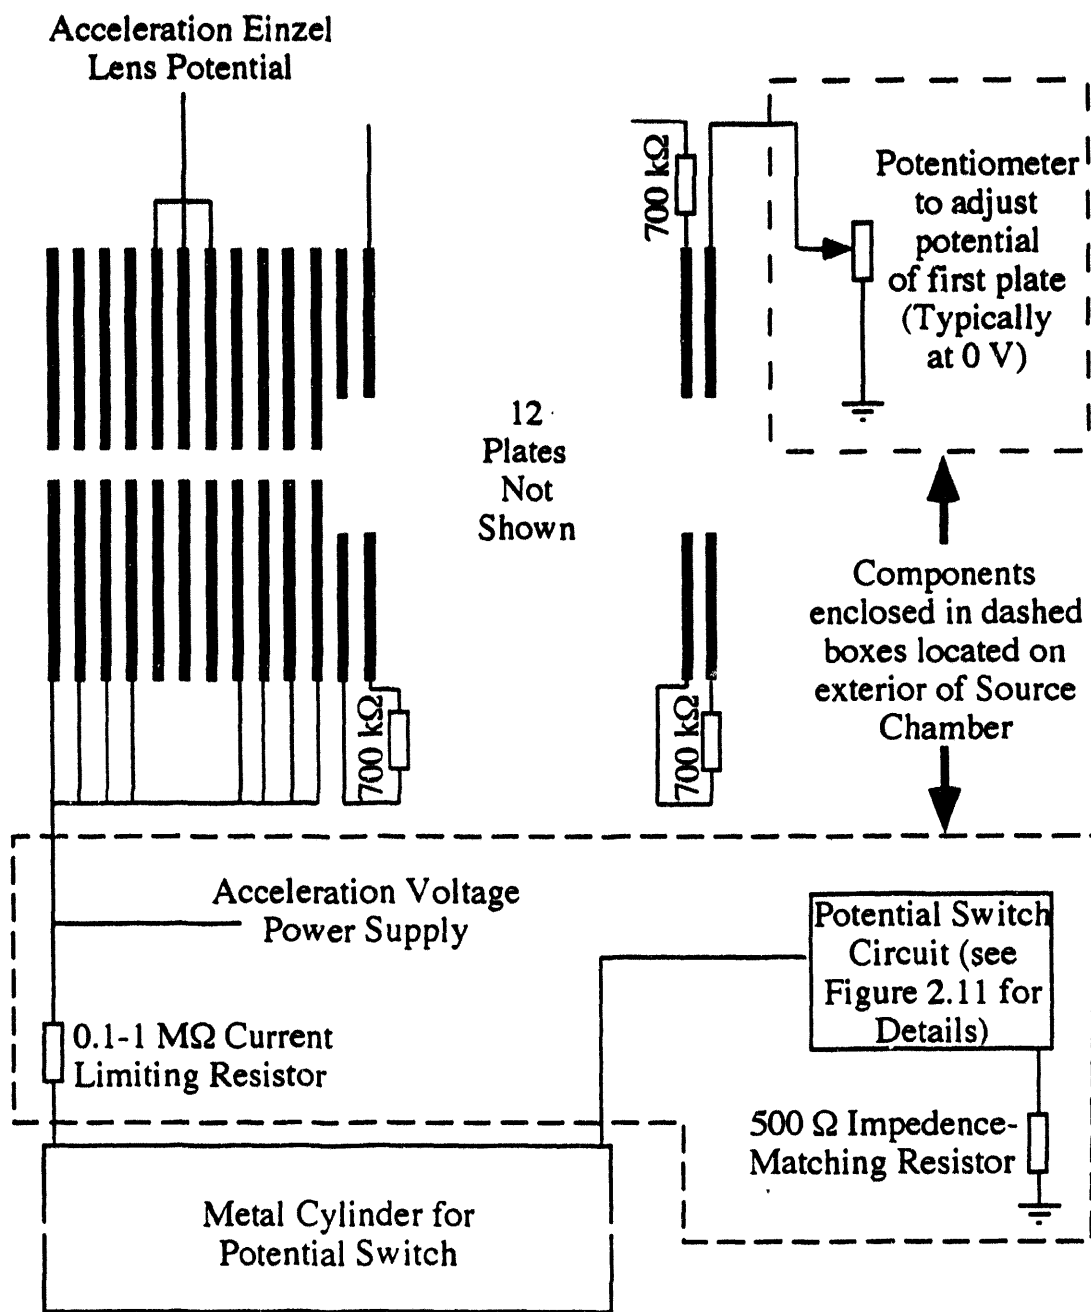 Acceleration Einzel
Lens Potential
700 kΩ
Potentiometer
to adjust
potential
of first plate
(Typically
at 0 V)
12
Plates
Not
Shown
Components
enclosed in dashed
boxes located on
exterior of Source
Chamber
700 kΩ
700 kΩ
Acceleration Voltage
Power Supply
Potential Switch
Circuit (see
Figure 2.11 for
Details)
0.1-1 MΩ Current
Limiting Resistor
500 Ω Impedence-
Matching Resistor
Metal Cylinder for
Potential Switch